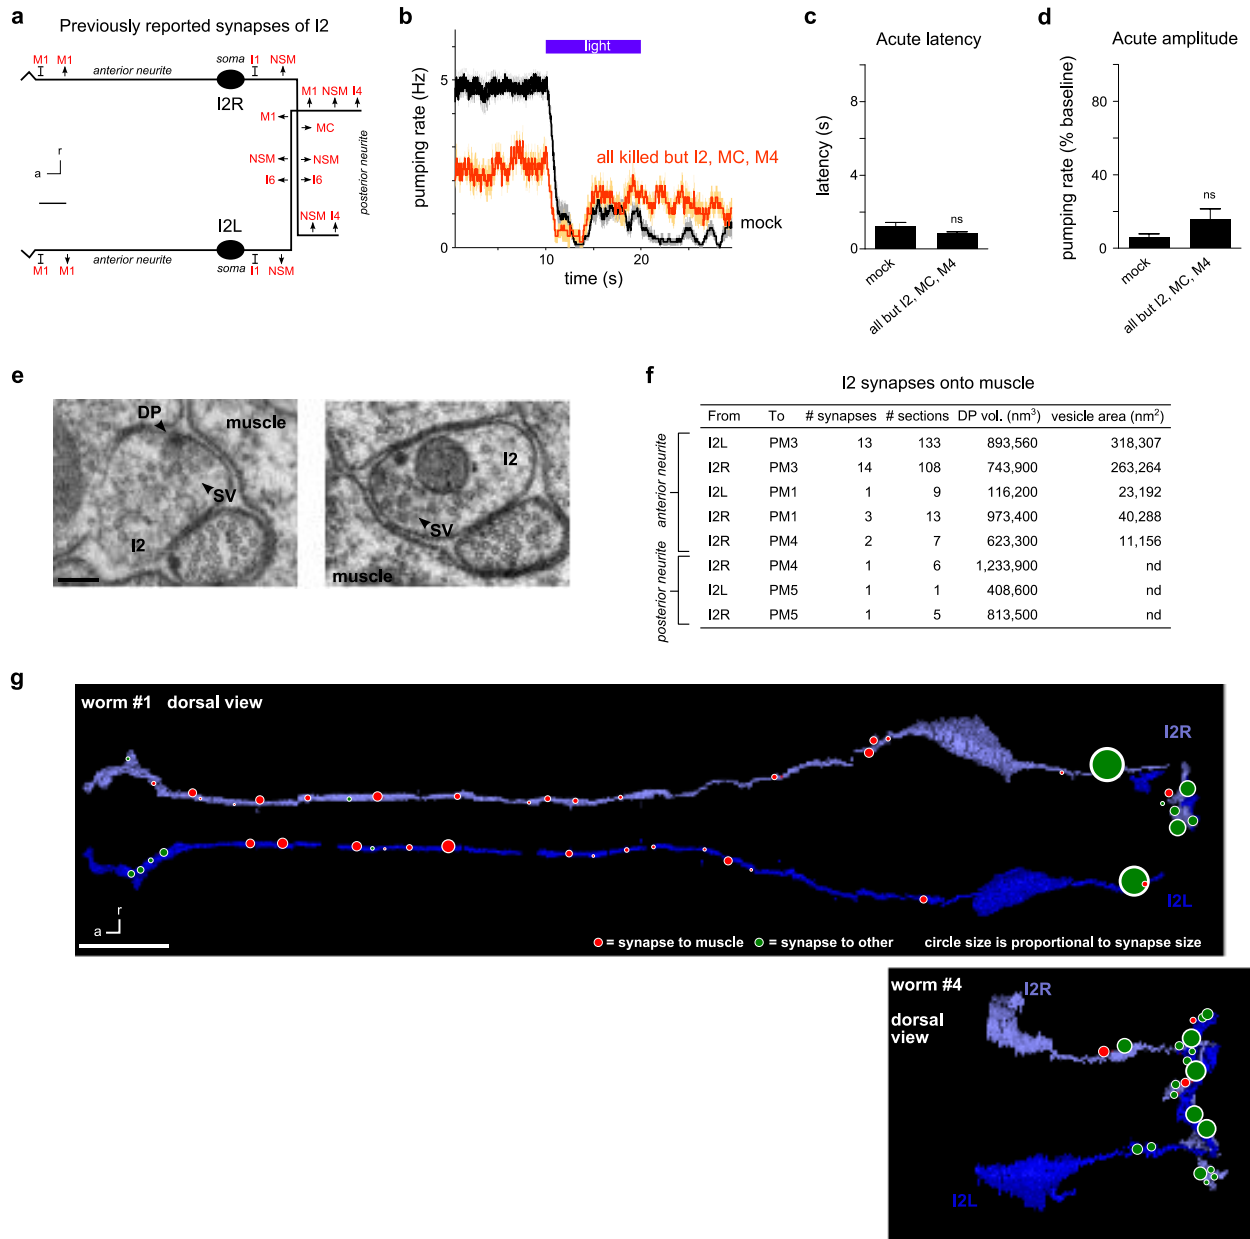 a
Previously reported synapses of I2
M1 M1 anterior neurite soma I1 NSM
I2R
M1 NSM I4
M1
MC
NSM NSM
I6 I6
posterior neurite
r
a
NSM I4
I2L
anterior neurite soma
M1 M1 I1 NSM
b
light
pumping rate (Hz)
5
0
all killed but I2, MC, M4
mock
0 10 20
time (s)
c
Acute latency
latency (s)
8
4
0
ns
mock
all but I2, MC, M4
d
Acute amplitude
pumping rate (% baseline)
80
40
0
ns
mock
all but I2, MC, M4
e
DP
muscle
SV
I2
I2
SV
muscle
f
I2 synapses onto muscle
From To # synapses # sections DP vol. (nm³) vesicle area (nm²)
anterior neurite
I2L PM3 13 133 893,560 318,307
I2R PM3 14 108 743,900 263,264
I2L PM1 1 9 116,200 23,192
I2R PM1 3 13 973,400 40,288
I2R PM4 2 7 623,300 11,156
posterior neurite
I2R PM4 1 6 1,233,900 nd
I2L PM5 1 1 408,600 nd
I2R PM5 1 5 813,500 nd
g
worm #1 dorsal view
I2R
I2L
r
a
= synapse to muscle = synapse to other circle size is proportional to synapse size
worm #4
I2R
dorsal
view
I2L